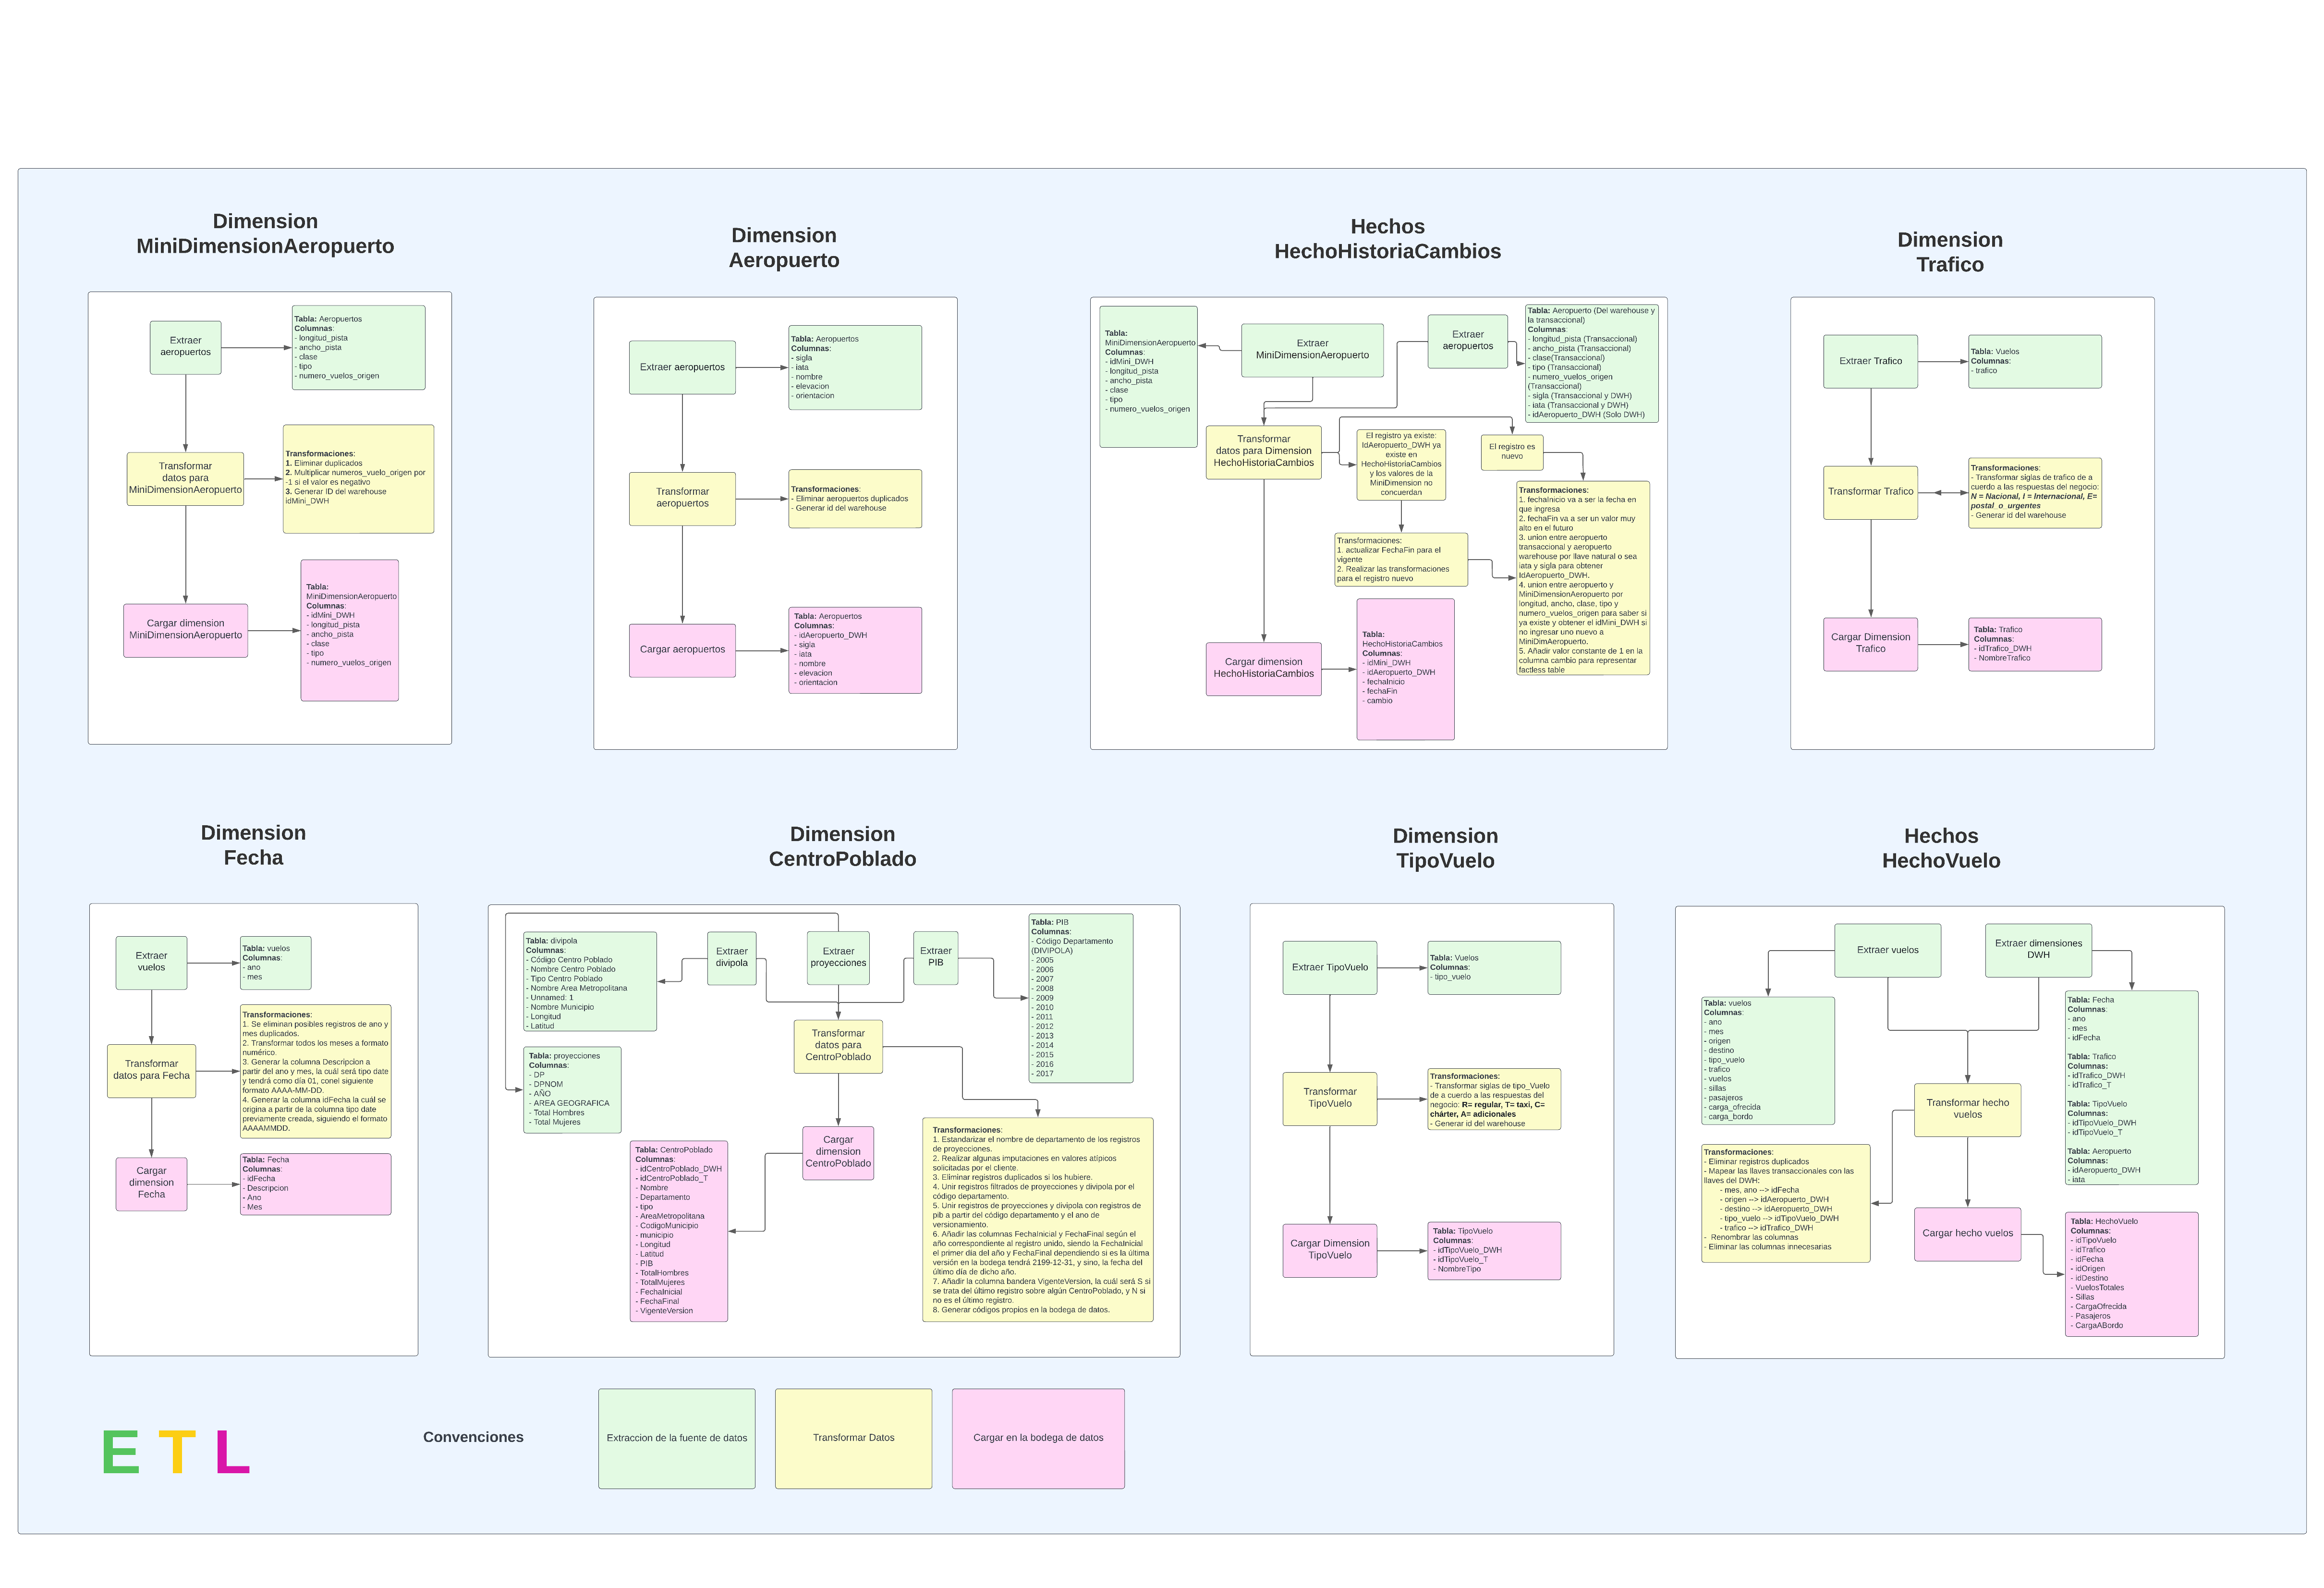 Dimension
MiniDimensionAeropuerto
Extraer
aeropuertos
Tabla: Aeropuertos
Columnas:
- longitud_pista
- ancho_pista
- clase
- tipo
- numero_vuelos_origen
Transformar
datos para
MiniDimensionAeropuerto
Transformaciones:
1. Eliminar duplicados
2. Multiplicar numeros_vuelo_origen por
-1 si el valor es negativo
3. Generar ID del warehouse
idMini_DWH
Cargar dimension
MiniDimensionAeropuerto
Tabla:
MiniDimensionAeropuerto
Columnas:
- idMini_DWH
- longitud_pista
- ancho_pista
- clase
- tipo
- numero_vuelos_origen
Dimension
Aeropuerto
Extraer aeropuertos
Tabla: Aeropuertos
Columnas:
- sigla
- iata
- nombre
- elevacion
- orientacion
Transformar
aeropuertos
Transformaciones:
- Eliminar aeropuertos duplicados
- Generar id del warehouse
Cargar aeropuertos
Tabla: Aeropuertos
Columnas:
- idAeropuerto_DWH
- sigla
- iata
- nombre
- elevacion
- orientacion
Hechos
HechoHistoriaCambios
Tabla:
MiniDimensionAeropuerto
Columnas:
- idMini_DWH
- longitud_pista
- ancho_pista
- clase
- tipo
- numero_vuelos_origen
Extraer
MiniDimensionAeropuerto
Extraer
aeropuertos
Tabla: Aeropuerto (Del warehouse y
la transaccional)
Columnas:
- longitud_pista (Transaccional)
- ancho_pista (Transaccional)
- clase(Transaccional)
- tipo (Transaccional)
- numero_vuelos_origen
(Transaccional)
- sigla (Transaccional y DWH)
- iata (Transaccional y DWH)
- idAeropuerto_DWH (Solo DWH)
Transformar
datos para Dimension
HechoHistoriaCambios
El registro ya existe:
IdAeropuerto_DWH ya
existe en
HechoHistoriaCambios
y los valores de la
MiniDimension no
concuerdan
El registro es
nuevo
Transformaciones:
1. actualizar FechaFin para el
vigente
2. Realizar las transformaciones
para el registro nuevo
Transformaciones:
1. fechaInicio va a ser la fecha en
que ingresa
2. fechaFin va a ser un valor muy
alto en el futuro
3. union entre aeropuerto
transaccional y aeropuerto
warehouse por llave natural o sea
iata y sigla para obtener
IdAeropuerto_DWH.
4. union entre aeropuerto y
MiniDimensionAeropuerto por
longitud, ancho, clase, tipo y
numero_vuelos_origen para saber si
ya existe y obtener el idMini_DWH si
no ingresar uno nuevo a
MiniDimAeropuerto.
5. Añadir valor constante de 1 en la
columna cambio para representar
factless table
Cargar dimension
HechoHistoriaCambios
Tabla:
HechoHistoriaCambios
Columnas:
- idMini_DWH
- idAeropuerto_DWH
- fechaInicio
- fechaFin
- cambio
Dimension
Trafico
Extraer Trafico
Tabla: Vuelos
Columnas:
- trafico
Transformar Trafico
Transformaciones:
- Transformar siglas de trafico de a
cuerdo a las respuestas del negocio:
N = Nacional, I = Internacional, E=
postal_o_urgentes
- Generar id del warehouse
Cargar Dimension
Trafico
Tabla: Trafico
Columnas:
- idTrafico_DWH
- NombreTrafico
Dimension
Fecha
Extraer
vuelos
Tabla: vuelos
Columnas:
- ano
- mes
Transformar
datos para Fecha
Transformaciones:
1. Se eliminan posibles registros de ano y
mes duplicados.
2. Transformar todos los meses a formato
numérico.
3. Generar la columna Descripcion a
partir del ano y mes, la cuál será tipo date
y tendrá como día 01, conel siguiente
formato AAAA-MM-DD.
4. Generar la columna idFecha la cuál se
origina a partir de la columna tipo date
previamente creada, siguiendo el formato
AAAAMMDD.
Cargar
dimension
Fecha
Tabla: Fecha
Columnas:
- idFecha
- Descripcion
- Ano
- Mes
Dimension
CentroPoblado
Tabla: divipola
Columnas:
- Código Centro Poblado
- Nombre Centro Poblado
- Tipo Centro Poblado
- Nombre Area Metropolitana
- Unnamed: 1
- Nombre Municipio
- Longitud
- Latitud
Extraer
divipola
Extraer
proyecciones
Extraer
PIB
Tabla: PIB
Columnas:
- Código Departamento
(DIVIPOLA)
- 2005
- 2006
- 2007
- 2008
- 2009
- 2010
- 2011
- 2012
- 2013
- 2014
- 2015
- 2016
- 2017
Tabla: proyecciones
Columnas:
- DP
- DPNOM
- AÑO
- AREA GEOGRAFICA
- Total Hombres
- Total Mujeres
Transformar
datos para
CentroPoblado
Cargar
dimension
CentroPoblado
Tabla: CentroPoblado
Columnas:
- idCentroPoblado_DWH
- idCentroPoblado_T
- Nombre
- Departamento
- tipo
- AreaMetropolitana
- CodigoMunicipio
- municipio
- Longitud
- Latitud
- PIB
- TotalHombres
- TotalMujeres
- FechaInicial
- FechaFinal
- VigenteVersion
Transformaciones:
1. Estandarizar el nombre de departamento de los registros
de proyecciones.
2. Realizar algunas imputaciones en valores atípicos
solicitadas por el cliente.
3. Eliminar registros duplicados si los hubiere.
4. Unir registros filtrados de proyecciones y divipola por el
código departamento.
5. Unir registros de proyecciones y divipola con registros de
pib a partir del código departamento y el ano de
versionamiento.
6. Añadir las columnas FechaInicial y FechaFinal según el
año correspondiente al registro unido, siendo la FechaInicial
el primer día del año y FechaFinal dependiendo si es la última
versión en la bodega tendrá 2199-12-31, y sino, la fecha del
último día de dicho año.
7. Añadir la columna bandera VigenteVersion, la cuál será S si
se trata del último registro sobre algún CentroPoblado, y N si
no es el último registro.
8. Generar códigos propios en la bodega de datos.
Dimension
TipoVuelo
Extraer TipoVuelo
Tabla: Vuelos
Columnas:
- tipo_vuelo
Transformar
TipoVuelo
Transformaciones:
- Transformar siglas de tipo_Vuelo
de a cuerdo a las respuestas del
negocio: R= regular, T= taxi, C=
chárter, A= adicionales
- Generar id del warehouse
Cargar Dimension
TipoVuelo
Tabla: TipoVuelo
Columnas:
- idTipoVuelo_DWH
- idTipoVuelo_T
- NombreTipo
Hechos
HechoVuelo
Extraer vuelos
Extraer dimensiones
DWH
Tabla: vuelos
Columnas:
- ano
- mes
- origen
- destino
- tipo_vuelo
- trafico
- vuelos
- sillas
- pasajeros
- carga_ofrecida
- carga_bordo
Tabla: Fecha
Columnas:
- ano
- mes
- idFecha
Tabla: Trafico
Columnas:
- idTrafico_DWH
- idTrafico_T
Tabla: TipoVuelo
Columnas:
- idTipoVuelo_DWH
- idTipoVuelo_T
Tabla: Aeropuerto
Columnas:
- idAeropuerto_DWH
- iata
Transformar hecho
vuelos
Transformaciones:
- Eliminar registros duplicados
- Mapear las llaves transaccionales con las
llaves del DWH:
- mes, ano --> idFecha
- origen --> idAeropuerto_DWH
- destino --> idAeropuerto_DWH
- tipo_vuelo --> idTipoVuelo_DWH
- trafico --> idTrafico_DWH
- Renombrar las columnas
- Eliminar las columnas innecesarias
Cargar hecho vuelos
Tabla: HechoVuelo
Columnas:
- idTipoVuelo
- idTrafico
- idFecha
- idOrigen
- idDestino
- VuelosTotales
- Sillas
- CargaOfrecida
- Pasajeros
- CargaABordo
E T L
Convenciones
Extraccion de la fuente de datos
Transformar Datos
Cargar en la bodega de datos